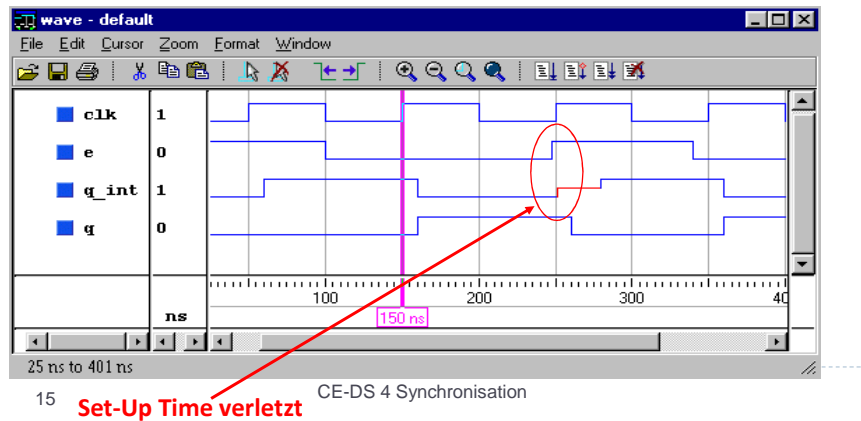 wave - default
File Edit Cursor Zoom Format Window
clk 1
e 0
q_int 1
q 0
ns
100 200 300 40
150 ns
25 ns to 401 ns
15
Set-Up Time verletzt
CE-DS 4 Synchronisation